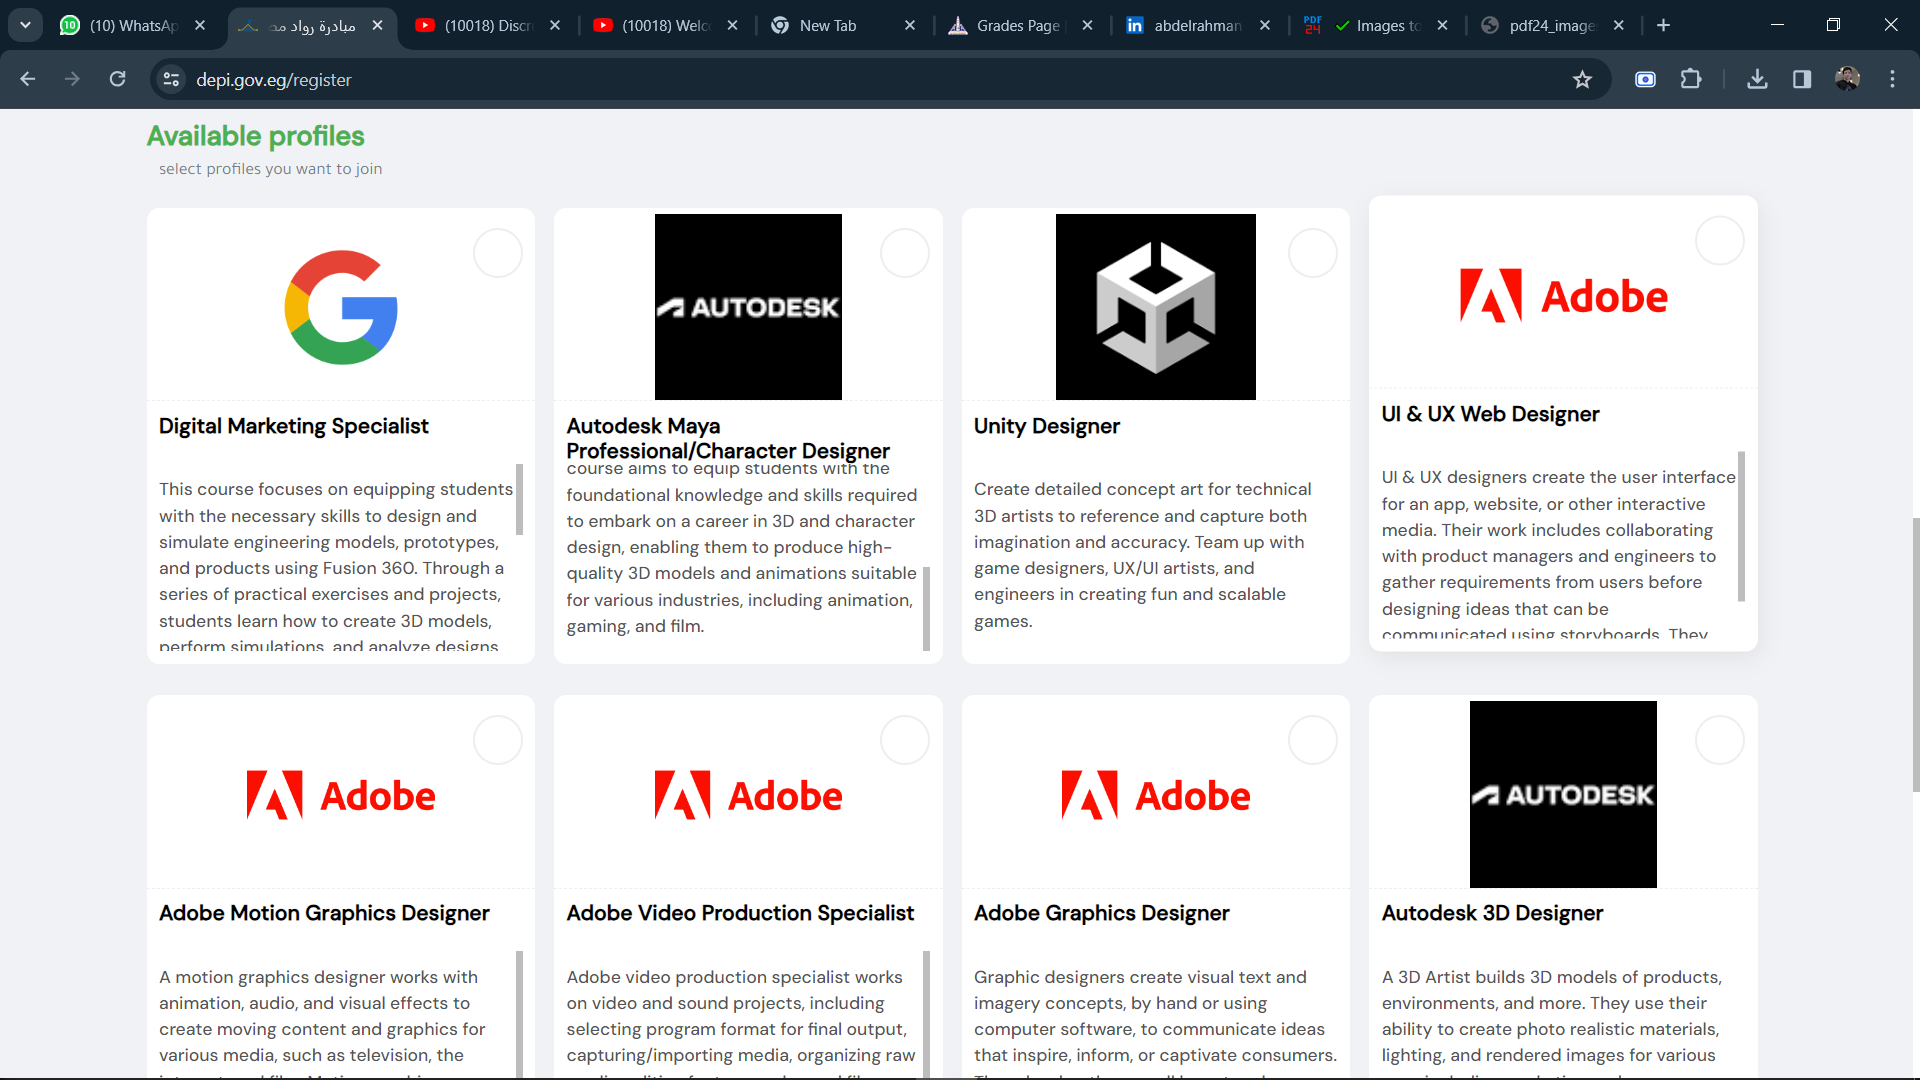 (10) WhatsAp
مبادرة رواد مص
(10018) Discr
(10018) Welc
New Tab
Grades Page
abdelrahman
Images to
pdf24_image
depi.gov.eg/register
Available profiles
select profiles you want to join
AUTODESK
Adobe
Digital Marketing Specialist
This course focuses on equipping students
with the necessary skills to design and
simulate engineering models, prototypes,
and products using Fusion 360. Through a
series of practical exercises and projects,
students learn how to create 3D models,
perform simulations, and analyze designs
Autodesk Maya
Professional/Character Designer
course aims to equip students with the
foundational knowledge and skills required
to embark on a career in 3D and character
design, enabling them to produce high-
quality 3D models and animations suitable
for various industries, including animation,
gaming, and film.
Unity Designer
Create detailed concept art for technical
3D artists to reference and capture both
imagination and accuracy. Team up with
game designers, UX/UI artists, and
engineers in creating fun and scalable
games.
UI & UX Web Designer
UI & UX designers create the user interface
for an app, website, or other interactive
media. Their work includes collaborating
with product managers and engineers to
gather requirements from users before
designing ideas that can be
communicated using storyboards. They
Adobe
Adobe
Adobe
AUTODESK
Adobe Motion Graphics Designer
A motion graphics designer works with
animation, audio, and visual effects to
create moving content and graphics for
various media, such as television, the
Adobe Video Production Specialist
Adobe video production specialist works
on video and sound projects, including
selecting program format for final output,
capturing/importing media, organizing raw
Adobe Graphics Designer
Graphic designers create visual text and
imagery concepts, by hand or using
computer software, to communicate ideas
that inspire, inform, or captivate consumers.
Autodesk 3D Designer
A 3D Artist builds 3D models of products,
environments, and more. They use their
ability to create photo realistic materials,
lighting, and rendered images for various